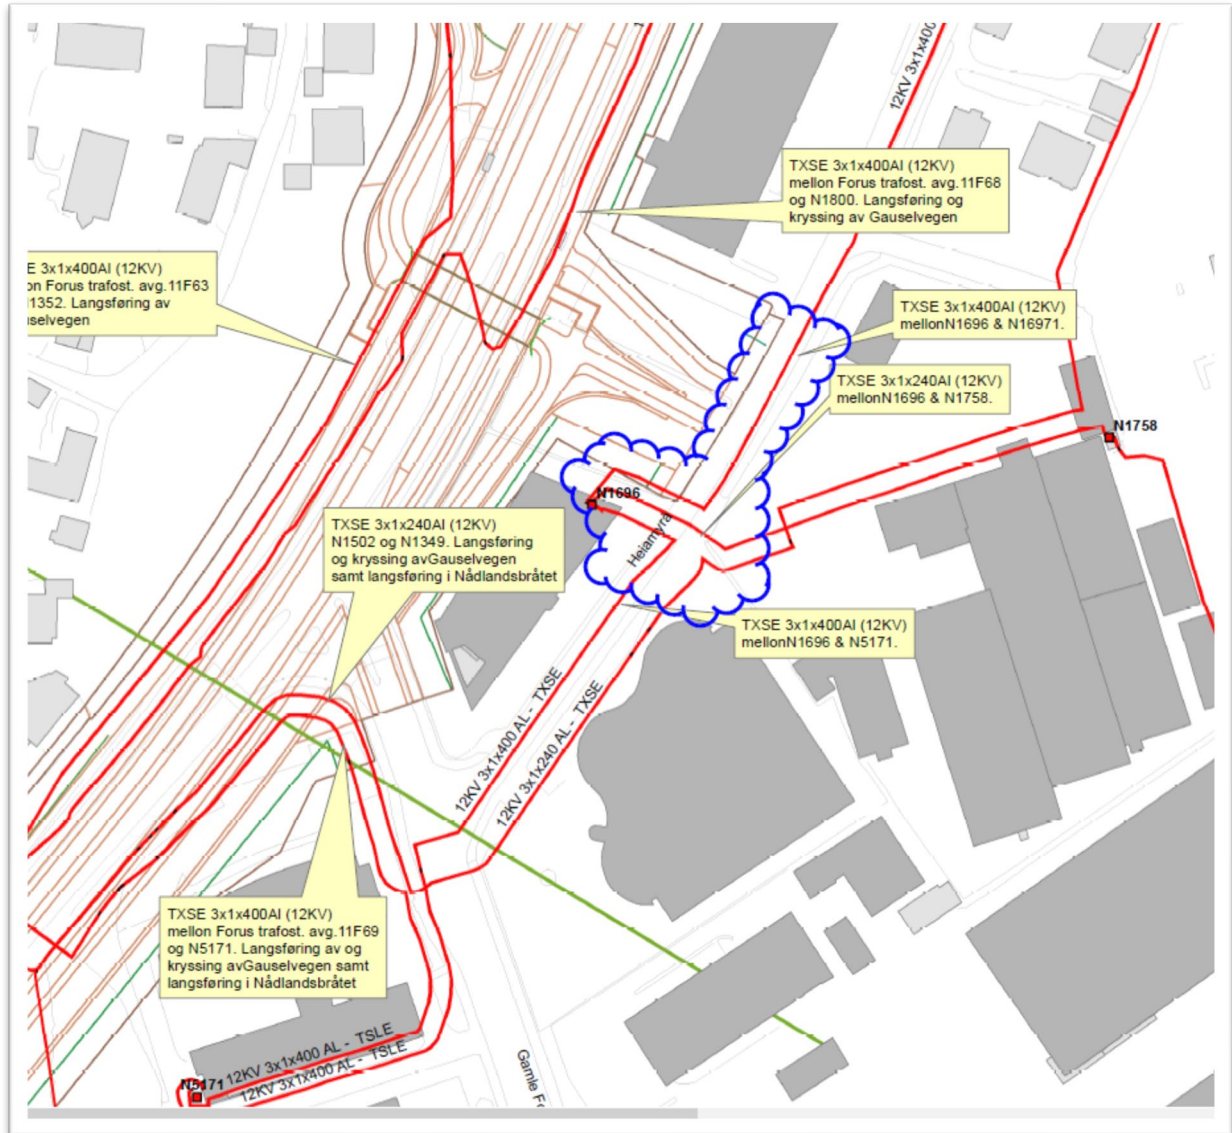 12KV 3x1x400
TXSE 3x1x400Al (12KV)
mellon Forus trafost. avg.11F68
og N1800. Langsføring og
kryssing av Gauselvegen
E 3x1x400Al (12KV)
on Forus trafost. avg.11F63
1352. Langsføring av
uselvegen
TXSE 3x1x400Al (12KV)
mellonN1696 & N16971.
TXSE 3x1x240Al (12KV)
mellonN1696 & N1758.
N1758
N1696
Heiamyra
TXSE 3x1x240Al (12KV)
N1502 og N1349. Langsføring
og kryssing avGauselvegen
samt langsføring i Nådlandsbråtet
TXSE 3x1x400Al (12KV)
mellonN1696 & N5171.
12KV 3x1x400 AL - TXSE
12KV 3x1x240 AL - TXSE
TXSE 3x1x400Al (12KV)
mellon Forus trafost. avg.11F69
og N5171. Langsføring av og
kryssing avGauselvegen samt
langsføring i Nådlandsbråtet
12KV 3x1x400 AL - TSLE
12KV 3x1x400 AL - TSLE
N5171
Gamle Fo